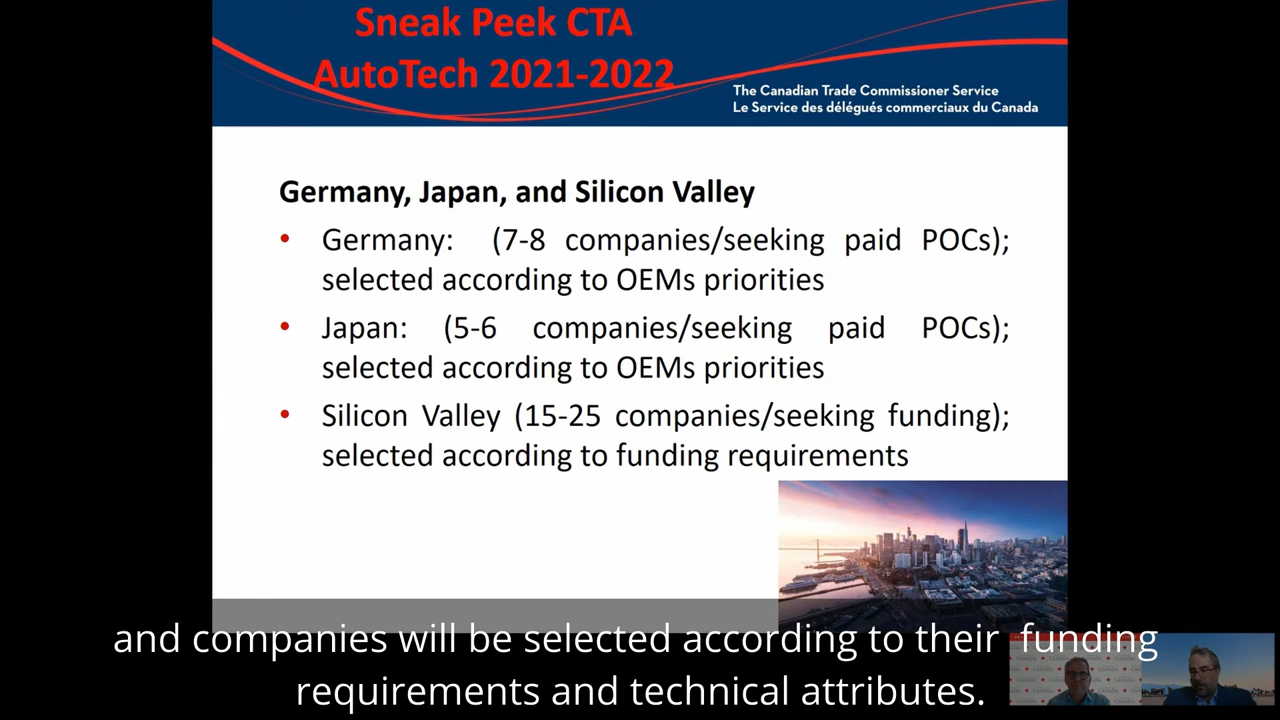 Sneak Peek CTA
AutoTech 2021-2022
The Canadian Trade Commissioner Service
Le Service des délégués commerciaux du Canada
Germany, Japan, and Silicon Valley
• Germany: (7-8 companies/seeking paid POCs);
selected according to OEMs priorities
• Japan: (5-6 companies/seeking paid POCs);
selected according to OEMs priorities
• Silicon Valley (15-25 companies/seeking funding);
selected according to funding requirements
and companies will be selected according to their funding
requirements and technical attributes.